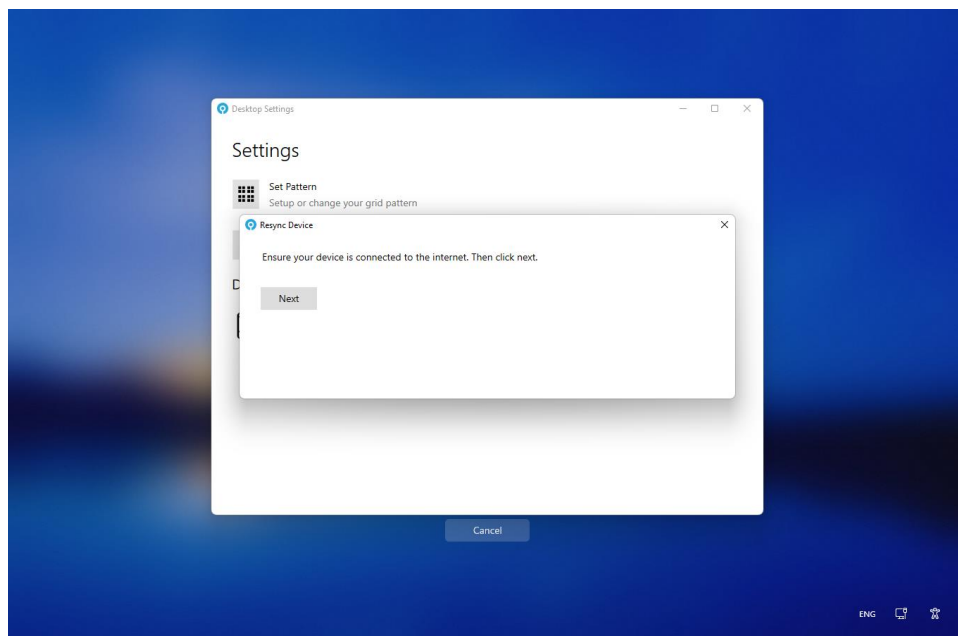 Desktop Settings
Settings
Set Pattern
Setup or change your grid pattern
Resync Device
Ensure your device is connected to the internet. Then click next.
D
Next
Cancel
ENG